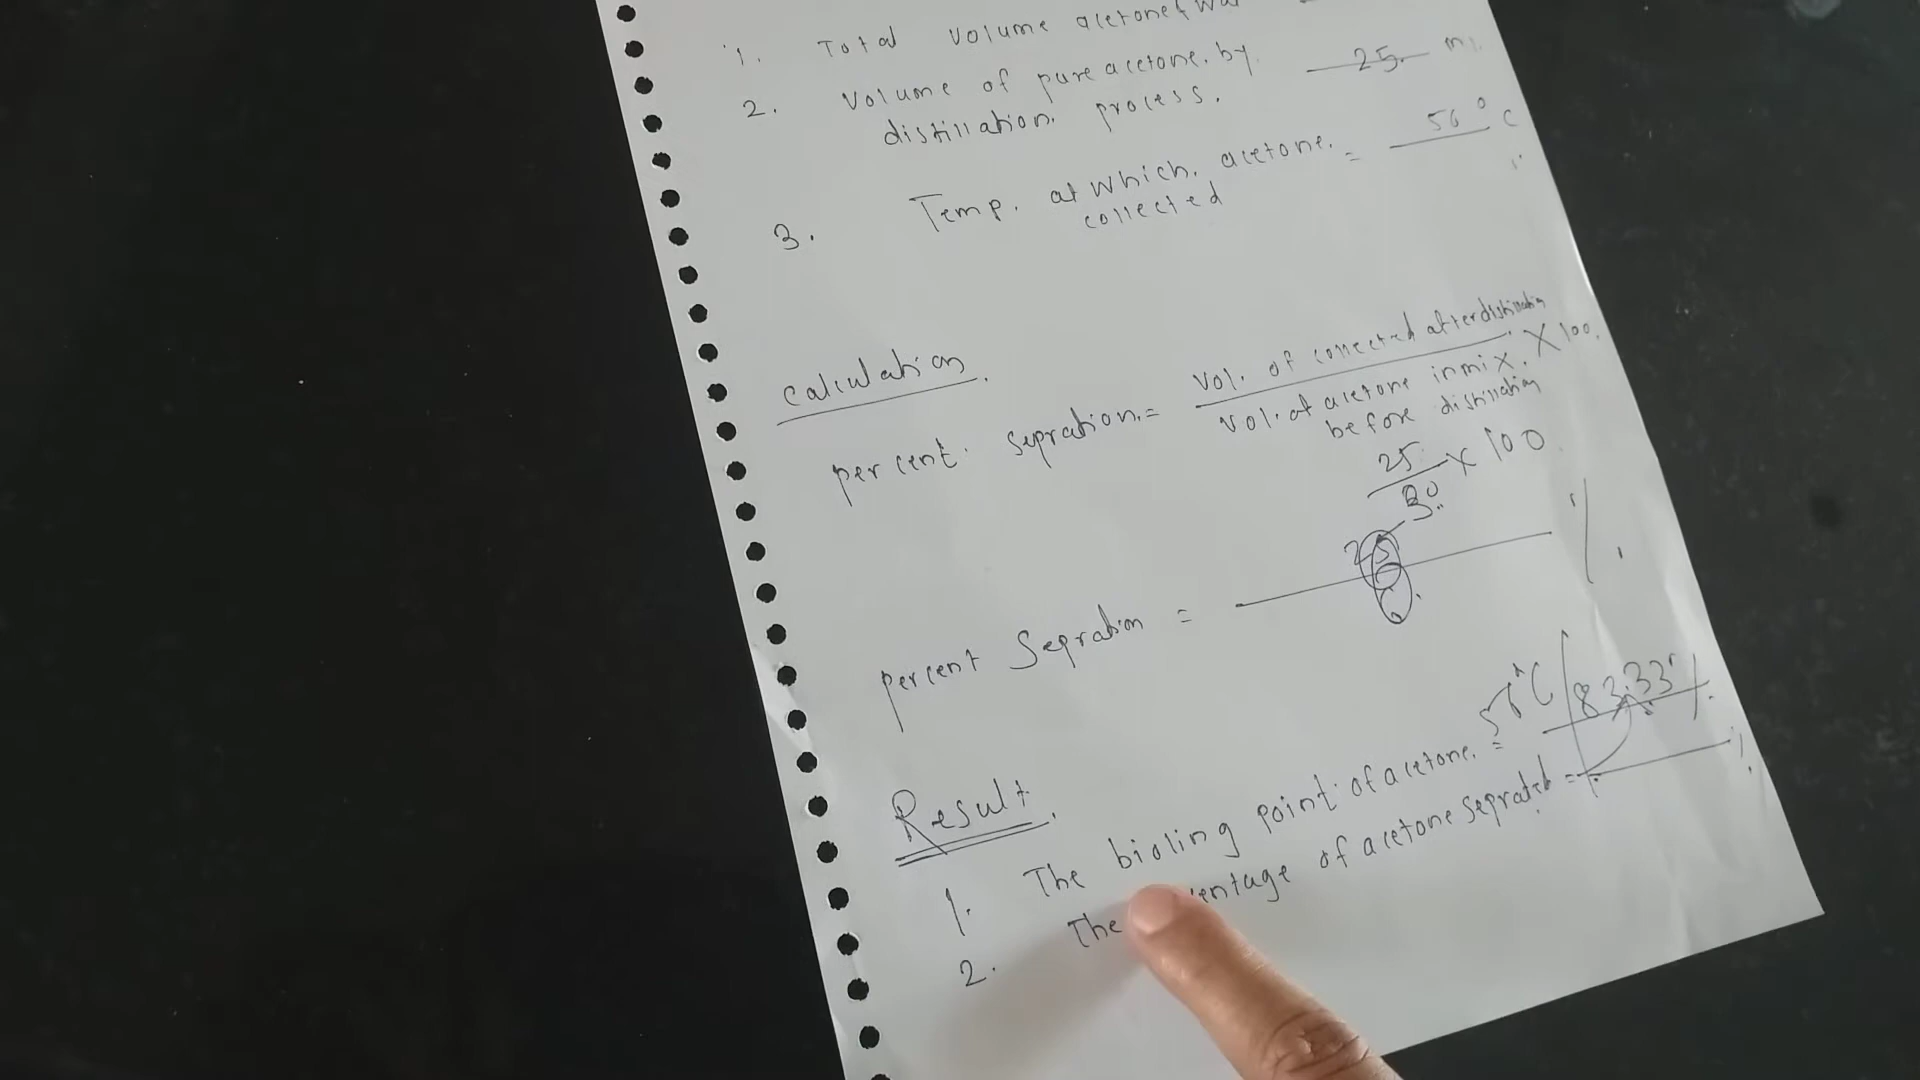 1. Total volume acetone & wa
2. Volume of pure acetone. by 25. ml.
distillation. process.
3. Temp. at which. acetone. = 56° C
collected
calculation.
percent. sepration. = Vol. of collected after distillation
Vol. of acetone in mix. X 100.
before distillation
25 x 100
30
percent Sepration = %.
Result.
1. The bioling point of acetone. = 56°C 83.33%.
2. The entage of acetone seprated = %.